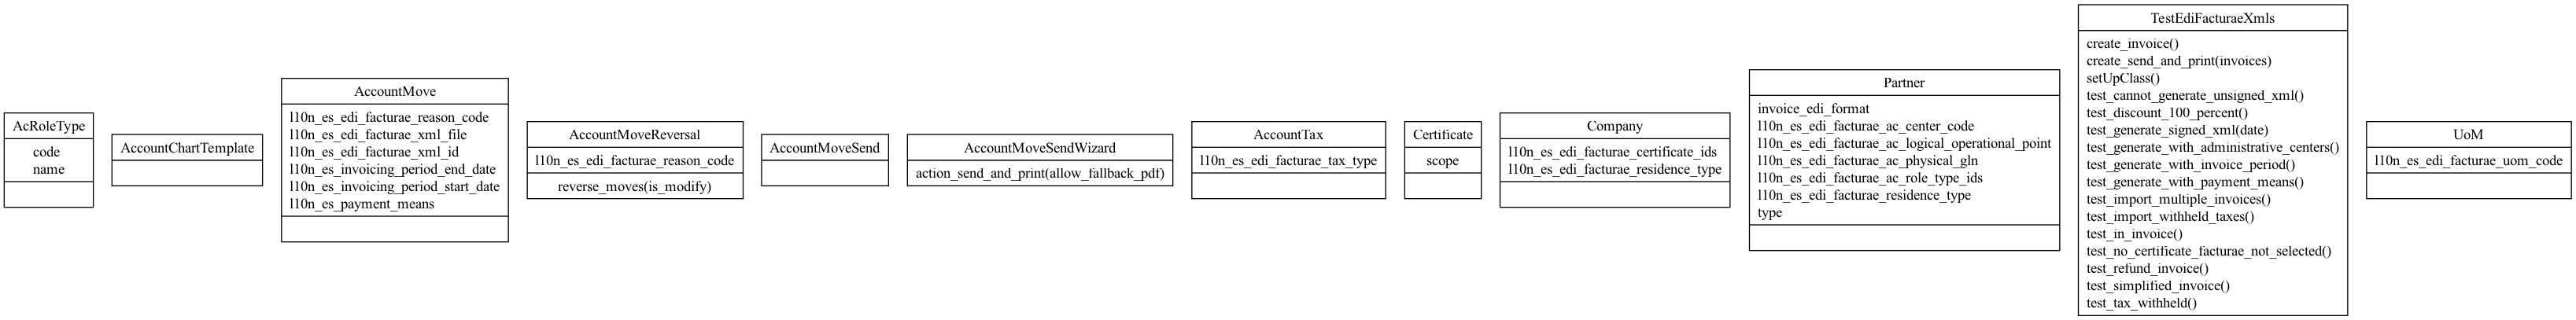 AcRoleType
code
name
AccountChartTemplate
AccountMove
l10n_es_edi_facturae_reason_code
l10n_es_edi_facturae_xml_file
l10n_es_edi_facturae_xml_id
l10n_es_invoicing_period_end_date
l10n_es_invoicing_period_start_date
l10n_es_payment_means
AccountMoveReversal
l10n_es_edi_facturae_reason_code
reverse_moves(is_modify)
AccountMoveSend
AccountMoveSendWizard
action_send_and_print(allow_fallback_pdf)
AccountTax
l10n_es_edi_facturae_tax_type
Certificate
scope
Company
l10n_es_edi_facturae_certificate_ids
l10n_es_edi_facturae_residence_type
Partner
invoice_edi_format
l10n_es_edi_facturae_ac_center_code
l10n_es_edi_facturae_ac_logical_operational_point
l10n_es_edi_facturae_ac_physical_gln
l10n_es_edi_facturae_ac_role_type_ids
l10n_es_edi_facturae_residence_type
type
TestEdiFacturaeXmls
create_invoice()
create_send_and_print(invoices)
setUpClass()
test_cannot_generate_unsigned_xml()
test_discount_100_percent()
test_generate_signed_xml(date)
test_generate_with_administrative_centers()
test_generate_with_invoice_period()
test_generate_with_payment_means()
test_import_multiple_invoices()
test_import_withheld_taxes()
test_in_invoice()
test_no_certificate_facturae_not_selected()
test_refund_invoice()
test_simplified_invoice()
test_tax_withheld()
UoM
l10n_es_edi_facturae_uom_code